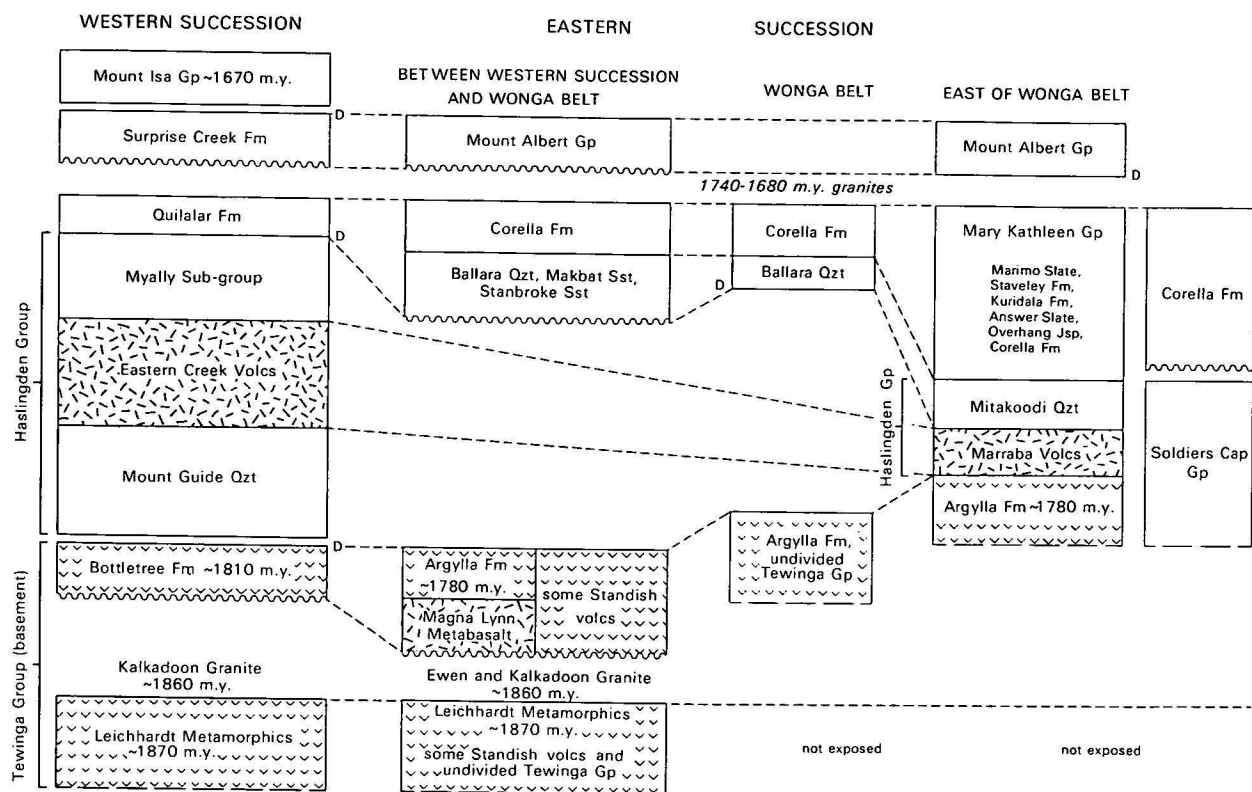 WESTERN SUCCESSION
EASTERN SUCCESSION
BETWEEN WESTERN SUCCESSION
AND WONGA BELT
WONGA BELT
EAST OF WONGA BELT
Mount Isa Gp ~1670 m.y.
D
Surprise Creek Fm
Mount Albert Gp
Mount Albert Gp
D
1740-1680 m.y. granites
Quilalar Fm
D
Corella Fm
Corella Fm
Mary Kathleen Gp
Marimo Slate,
Staveley Fm,
Kuridala Fm,
Answer Slate,
Overhang Jsp,
Corella Fm
Corella Fm
Haslingden Group
Myally Sub-group
Ballara Qzt, Makbat Sst,
Stanbroke Sst
D
Ballara Qzt
Eastern Creek Volcs
Haslingden Gp
Mitakoodi Qzt
Marraba Volcs
Soldiers Cap
Gp
Mount Guide Qzt
Argylla Fm ~1780 m.y.
Tewinga Group (basement)
Bottletree Fm ~1810 m.y.
D
Argylla Fm
~1780 m.y.
Magna Lynn
Metabasalt
some Standish
volcs
Argylla Fm,
undivided
Tewinga Gp
Kalkadoon Granite
~1860 m.y.
Ewen and Kalkadoon Granite
~1860 m.y.
Leichhardt Metamorphics
~1870 m.y.
Leichhardt Metamorphics
~1870 m.y.
some Standish volcs and
undivided Tewinga Gp
not exposed
not exposed